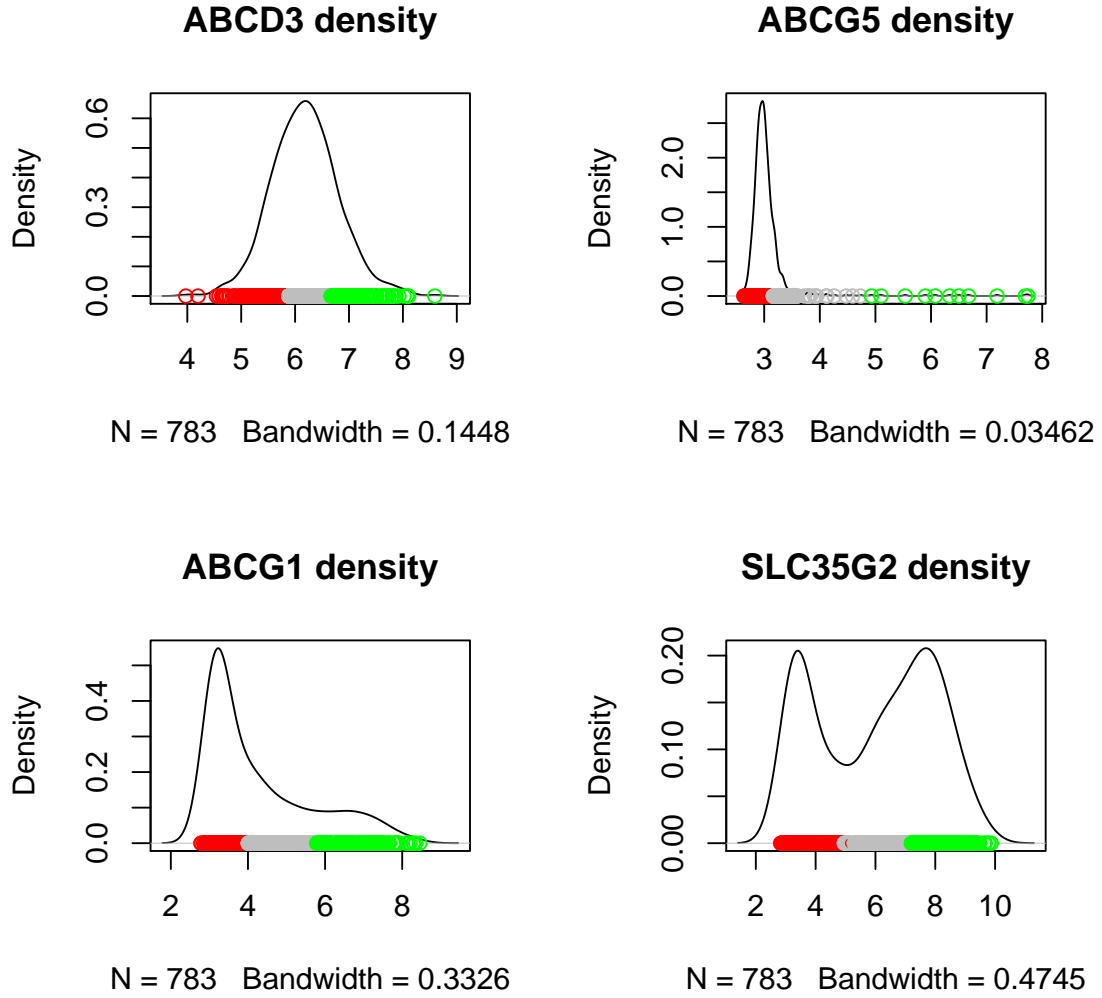 ABCD3 density
Density
0.0 0.3 0.6
4 5 6 7 8 9
N = 783 Bandwidth = 0.1448
ABCG5 density
Density
0.0 1.0 2.0
3 4 5 6 7 8
N = 783 Bandwidth = 0.03462
ABCG1 density
Density
0.0 0.2 0.4
2 4 6 8
N = 783 Bandwidth = 0.3326
SLC35G2 density
Density
0.00 0.10 0.20
2 4 6 8 10
N = 783 Bandwidth = 0.4745